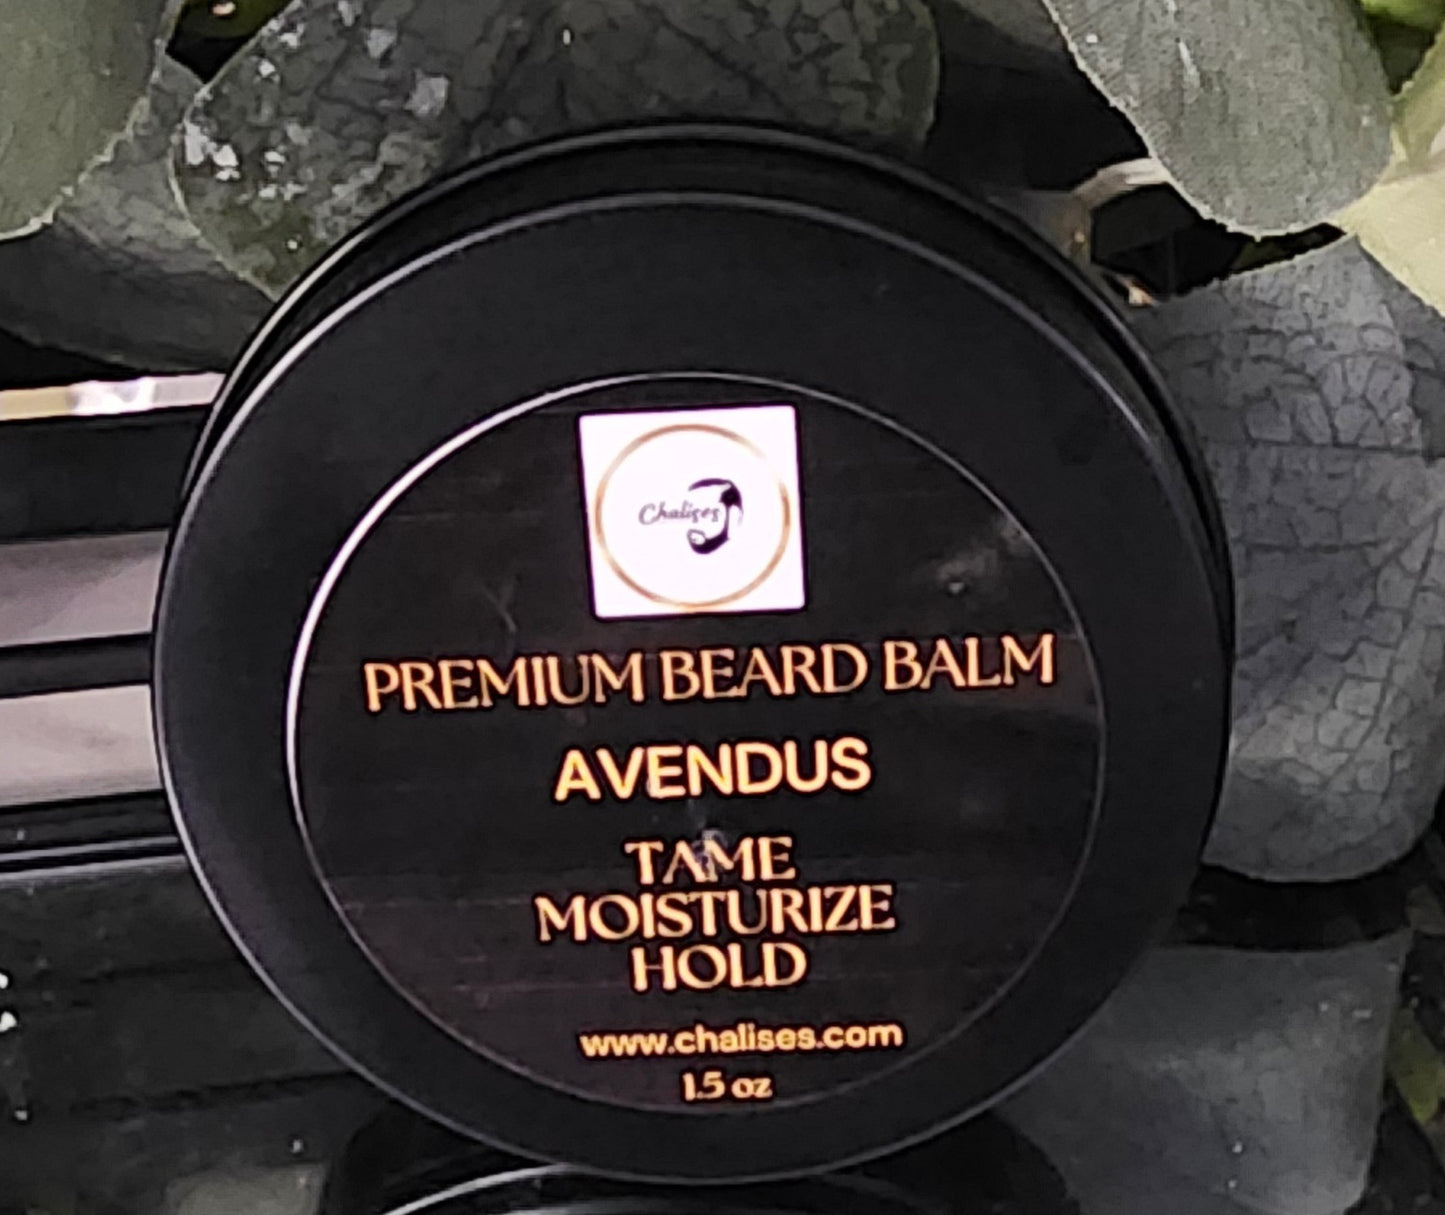 Chalises
PREMIUM BEARD BALM
AVENDUS
TAME
MOISTURIZE
HOLD
www.chalises.com
1.5 oz